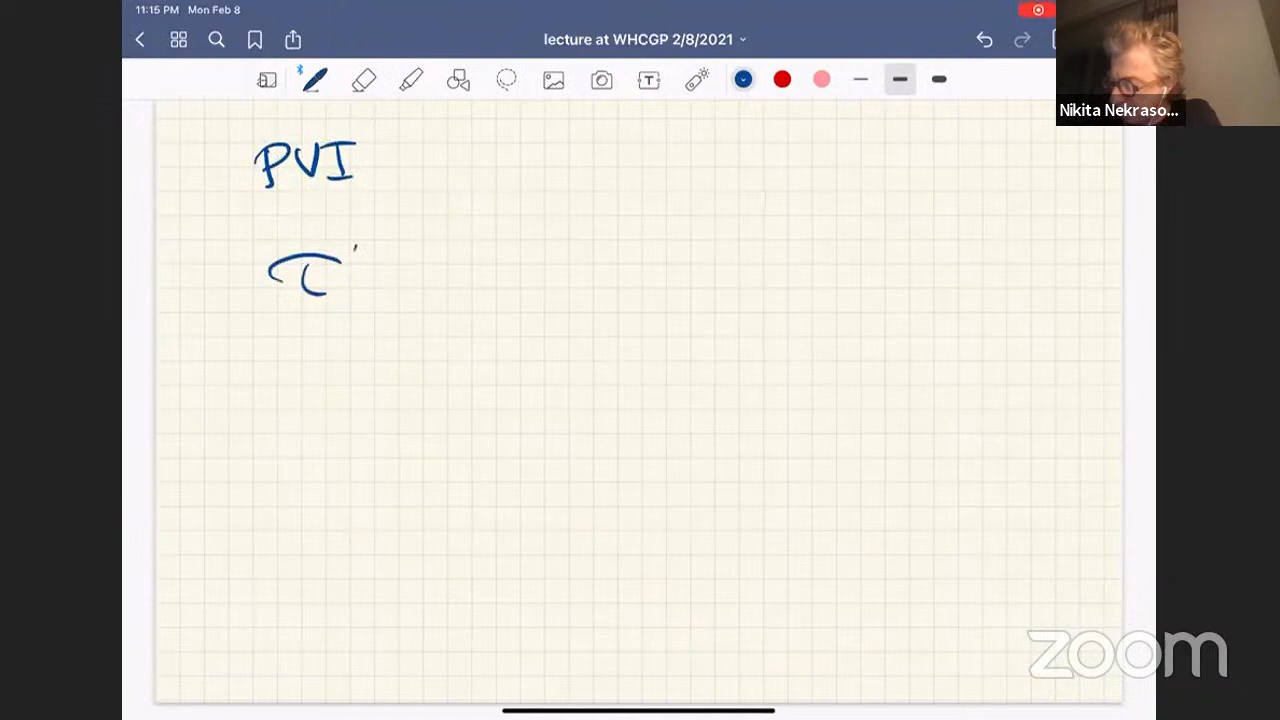 11:15 PM Mon Feb 8
lecture at WHCGP 2/8/2021
Nikita Nekraso...
PVI
τ
zoom